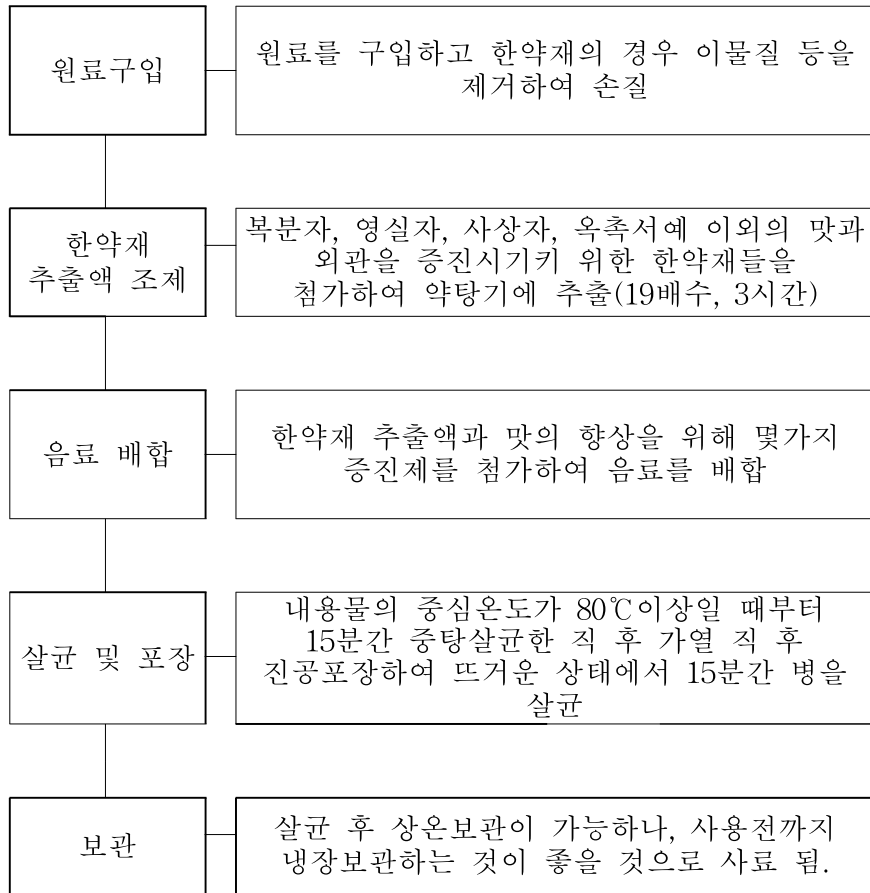 원료구입
원료를 구입하고 한약재의 경우 이물질 등을
제거하여 손질
한약재
추출액 조제
복분자, 영실자, 사상자, 옥촉서예 이외의 맛과
외관을 증진시기키 위한 한약재들을
첨가하여 약탕기에 추출(19배수, 3시간)
음료 배합
한약재 추출액과 맛의 향상을 위해 몇가지
증진제를 첨가하여 음료를 배합
살균 및 포장
내용물의 중심온도가 80℃이상일 때부터
15분간 중탕살균한 직 후 가열 직 후
진공포장하여 뜨거운 상태에서 15분간 병을
살균
보관
살균 후 상온보관이 가능하나, 사용전까지
냉장보관하는 것이 좋을 것으로 사료 됨.